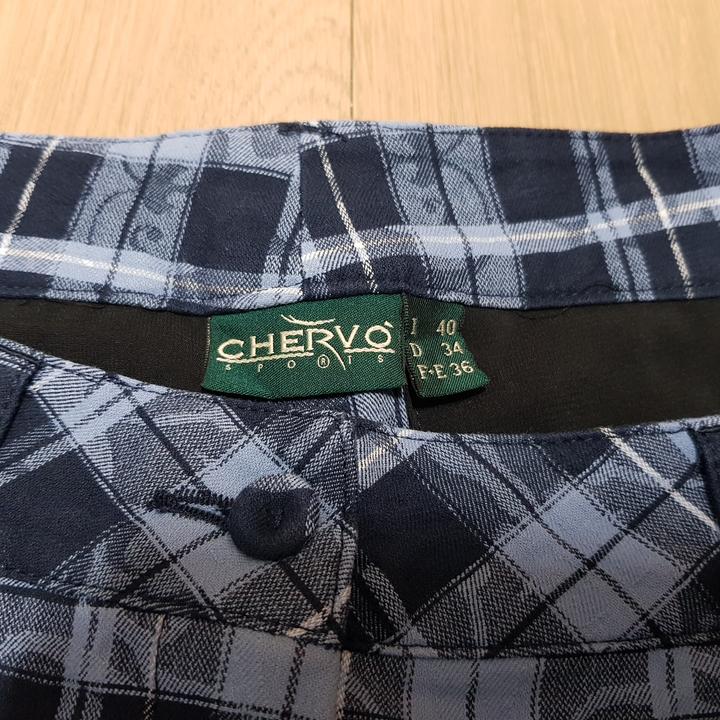 CHERVÒ
SPORTS
I 40
D 34
F·E 36